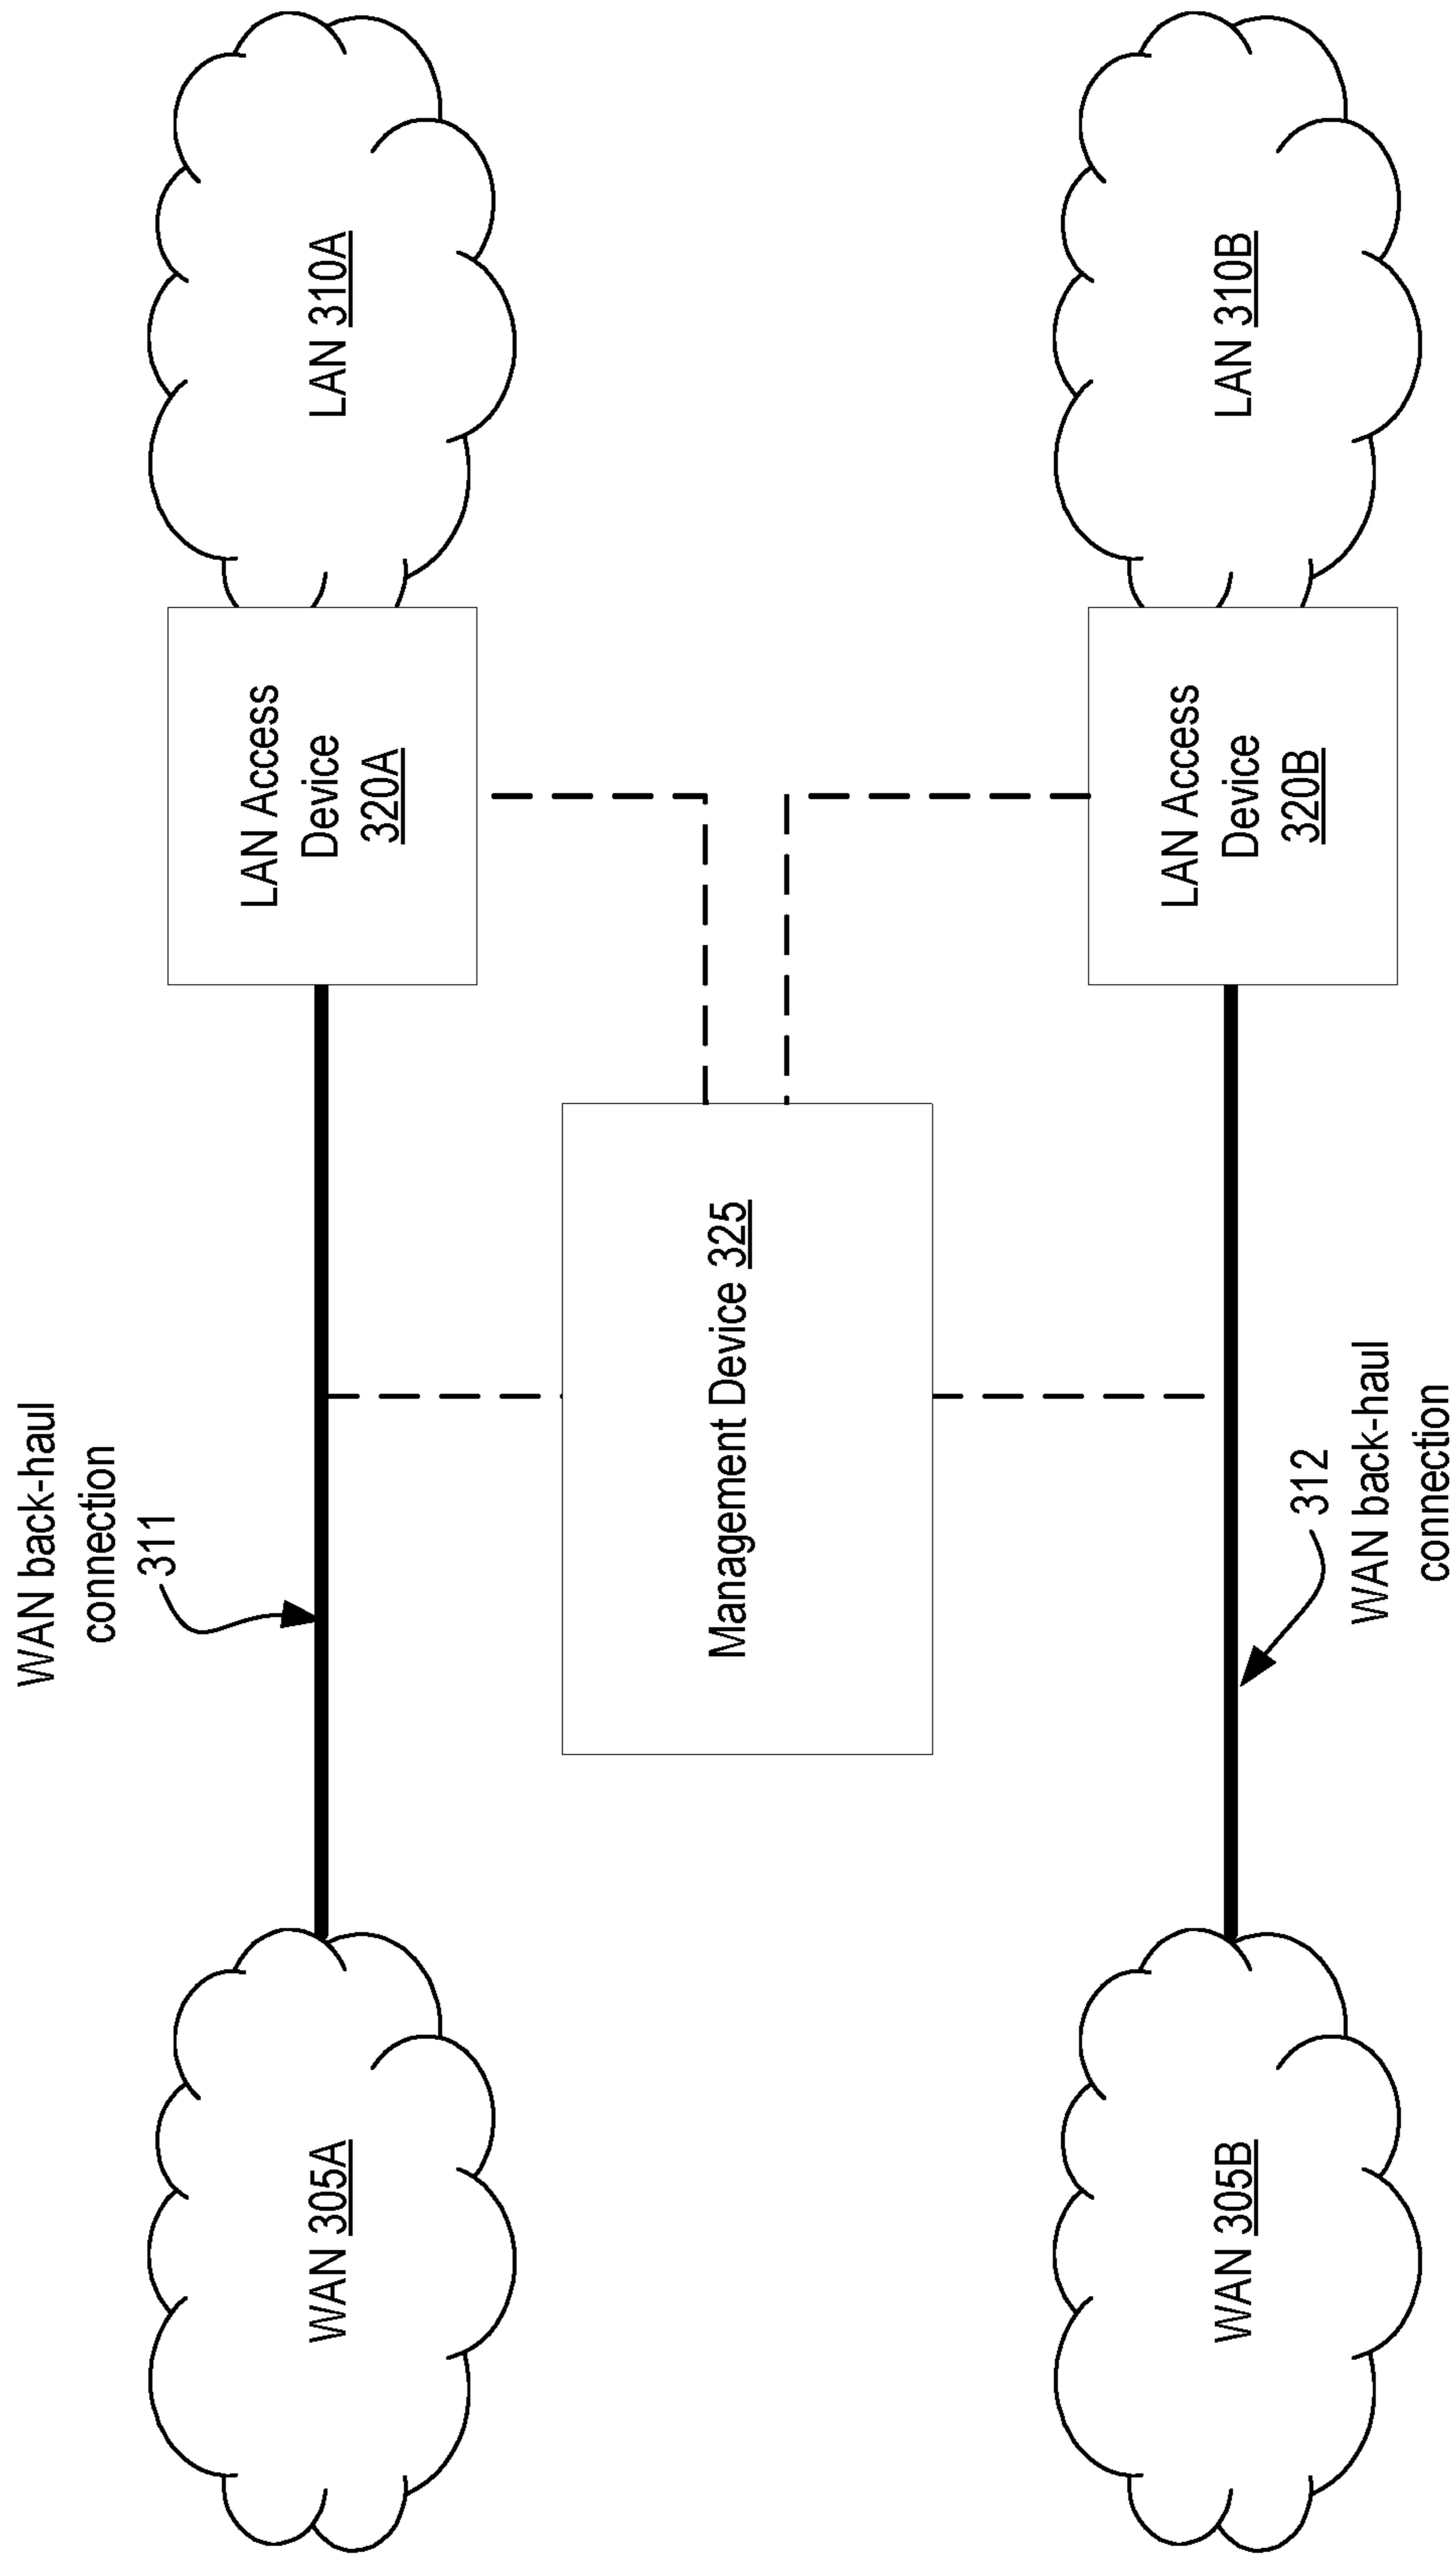 WAN back-haul
connection
311
WAN 305A
LAN Access
Device
320A
LAN 310A
Management Device 325
WAN 305B
LAN Access
Device
320B
LAN 310B
312
WAN back-haul
connection